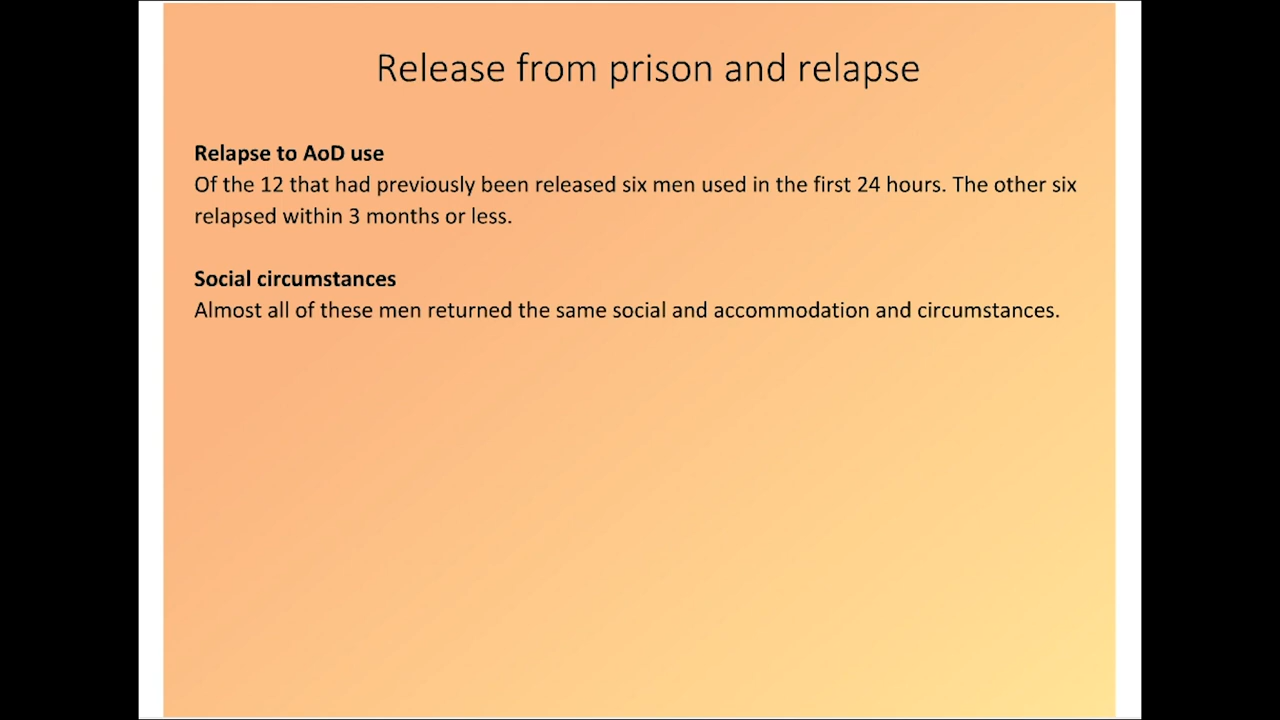 Release from prison and relapse
Relapse to AoD use
Of the 12 that had previously been released six men used in the first 24 hours. The other six
relapsed within 3 months or less.
Social circumstances
Almost all of these men returned the same social and accommodation and circumstances.